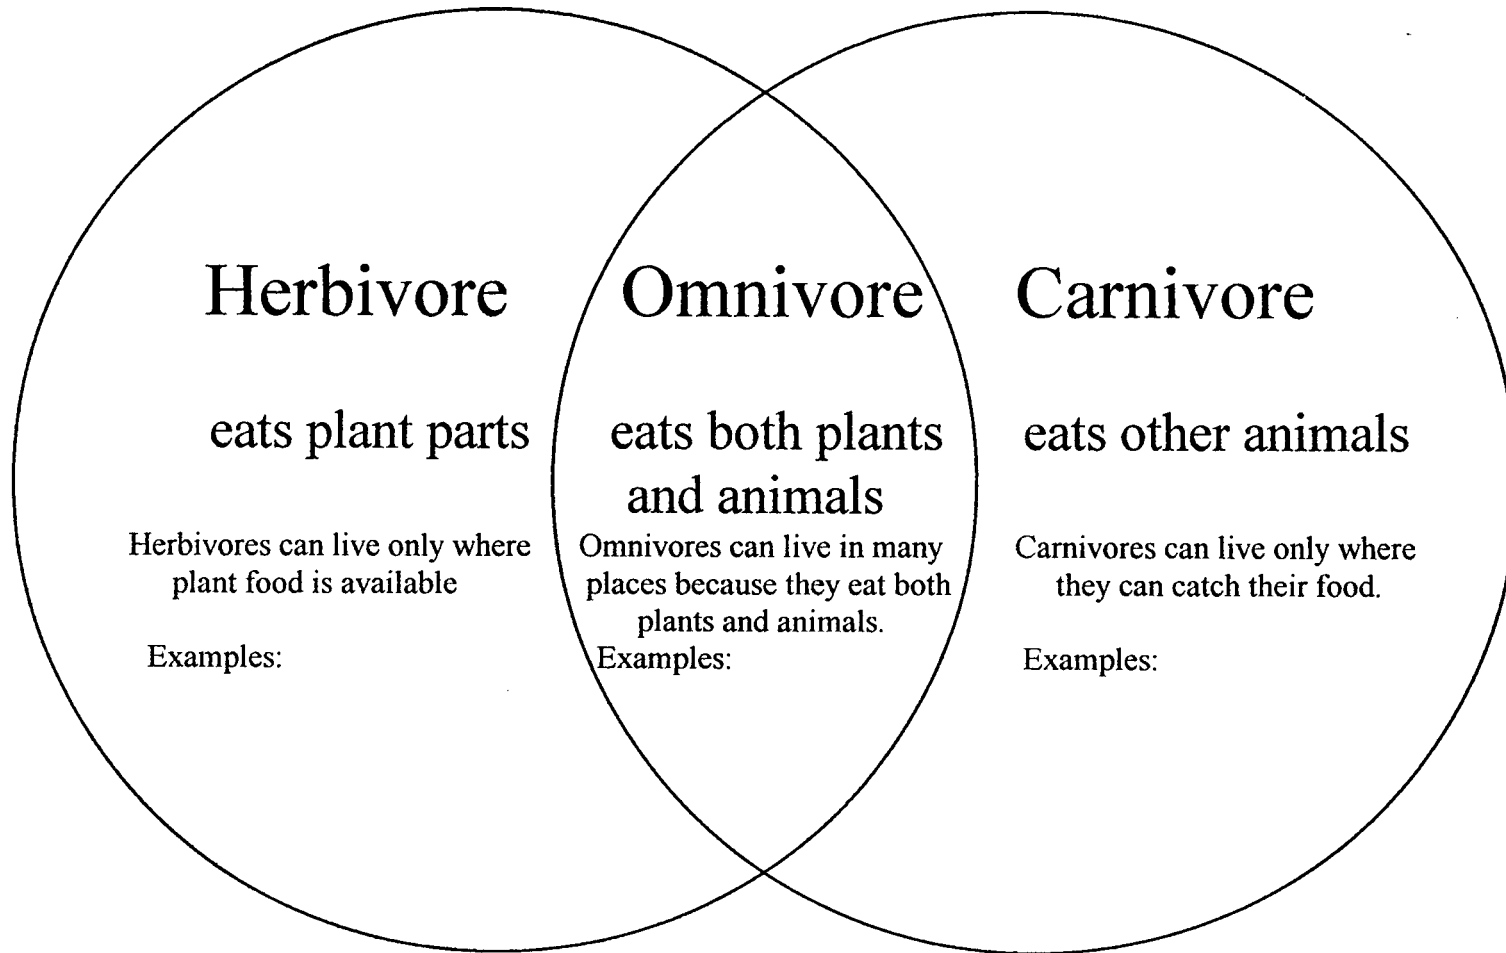 Herbivore
eats plant parts
Herbivores can live only where
plant food is available
Examples:
Omnivore
eats both plants
and animals
Omnivores can live in many
places because they eat both
plants and animals.
Examples:
Carnivore
eats other animals
Carnivores can live only where
they can catch their food.
Examples: